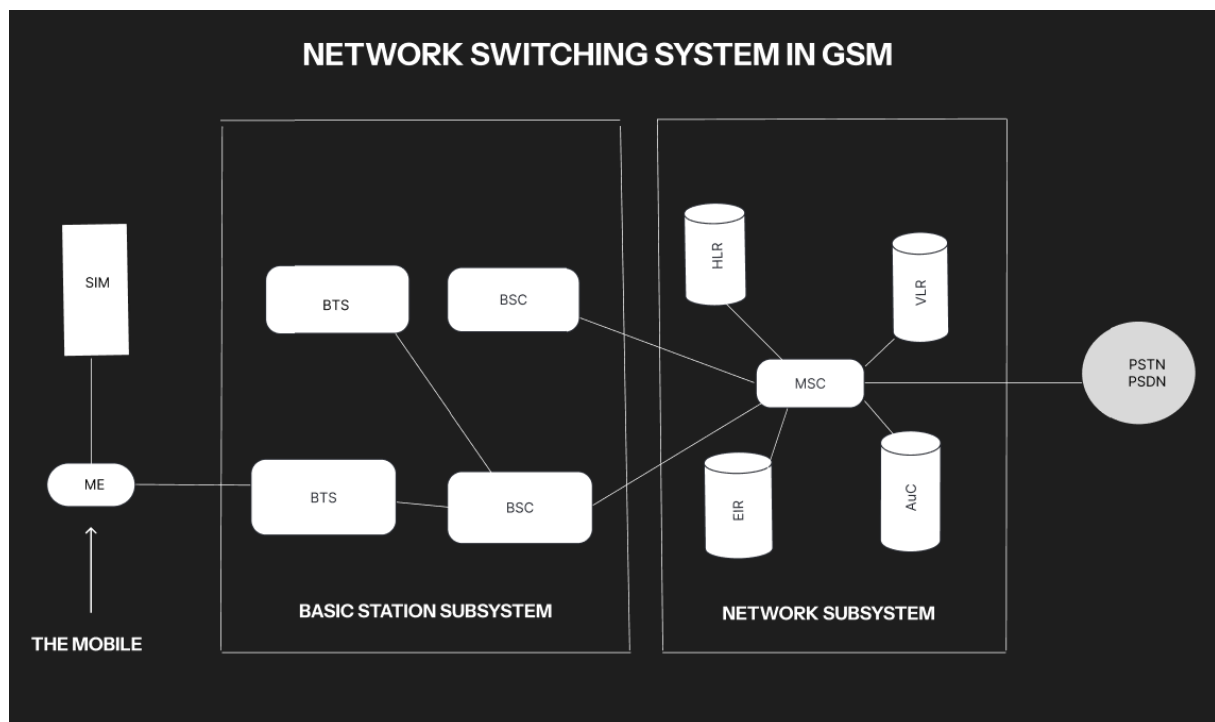 NETWORK SWITCHING SYSTEM IN GSM
SIM
ME
THE MOBILE
BTS
BSC
BTS
BSC
BASIC STATION SUBSYSTEM
HLR
VLR
MSC
EIR
AuC
NETWORK SUBSYSTEM
PSTN
PSDN